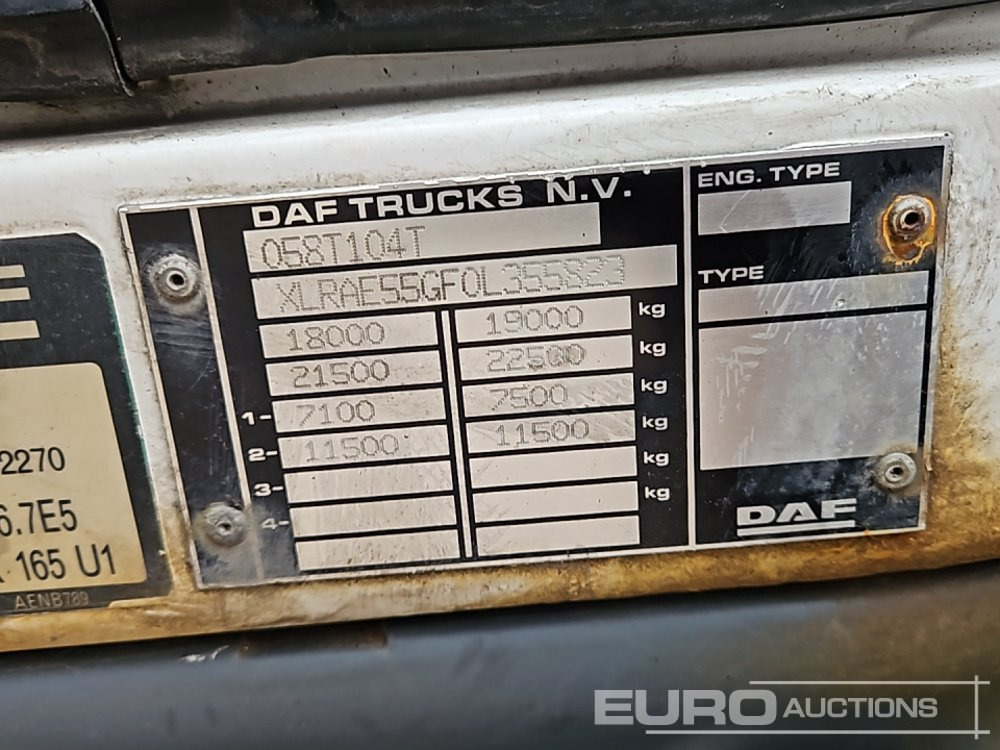 DAF TRUCKS N.V.
058T104T
XLRAE55GF0L355823
18000 19000 kg
21500 22500 kg
1- 7100 7500 kg
2- 11500 11500 kg
3- kg
4- kg
ENG. TYPE
TYPE
DAF
2270
6.7E5
165 U1
AENB789
EURO AUCTIONS